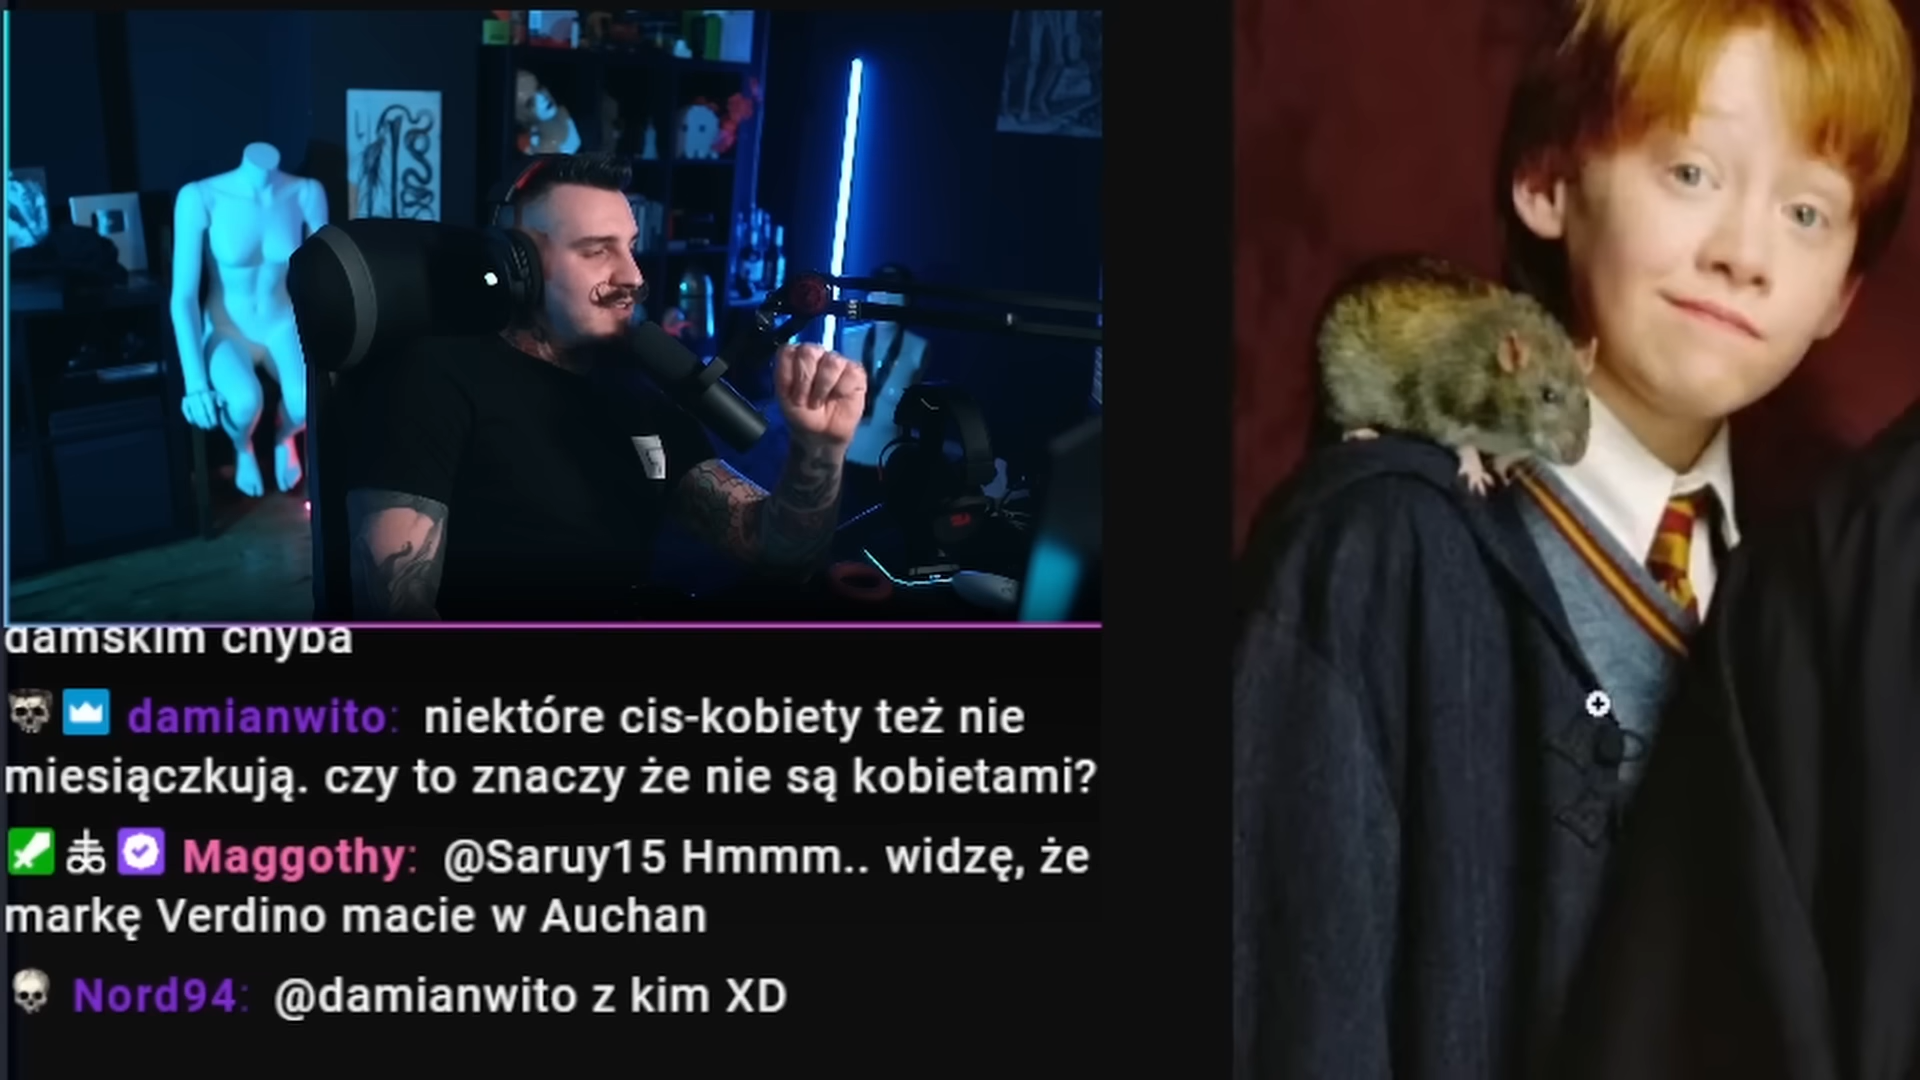 damskim chyba
damianwito: niektóre cis-kobiety też nie
miesiączkują. czy to znaczy że nie są kobietami?
Maggothy: @Saruy15 Hmmm.. widzę, że
markę Verdino macie w Auchan
Nord94: @damianwito z kim XD